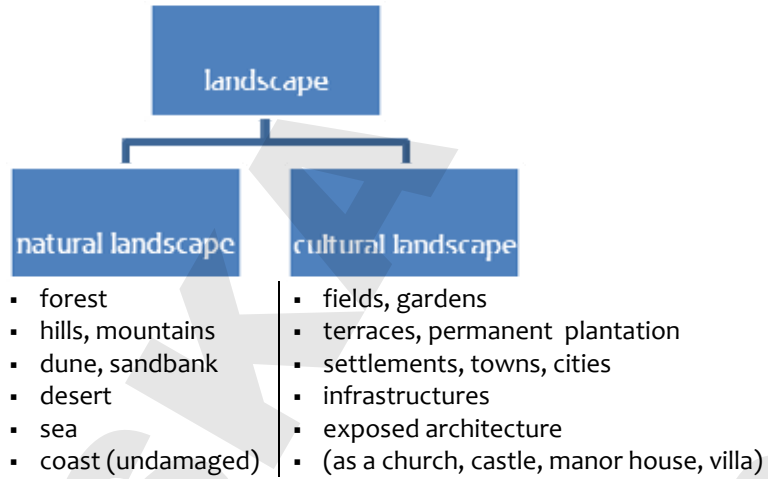 landscape
natural landscape
cultural landscape
▪ forest
▪ hills, mountains
▪ dune, sandbank
▪ desert
▪ sea
▪ coast (undamaged)
▪ fields, gardens
▪ terraces, permanent plantation
▪ settlements, towns, cities
▪ infrastructures
▪ exposed architecture
▪ (as a church, castle, manor house, villa)